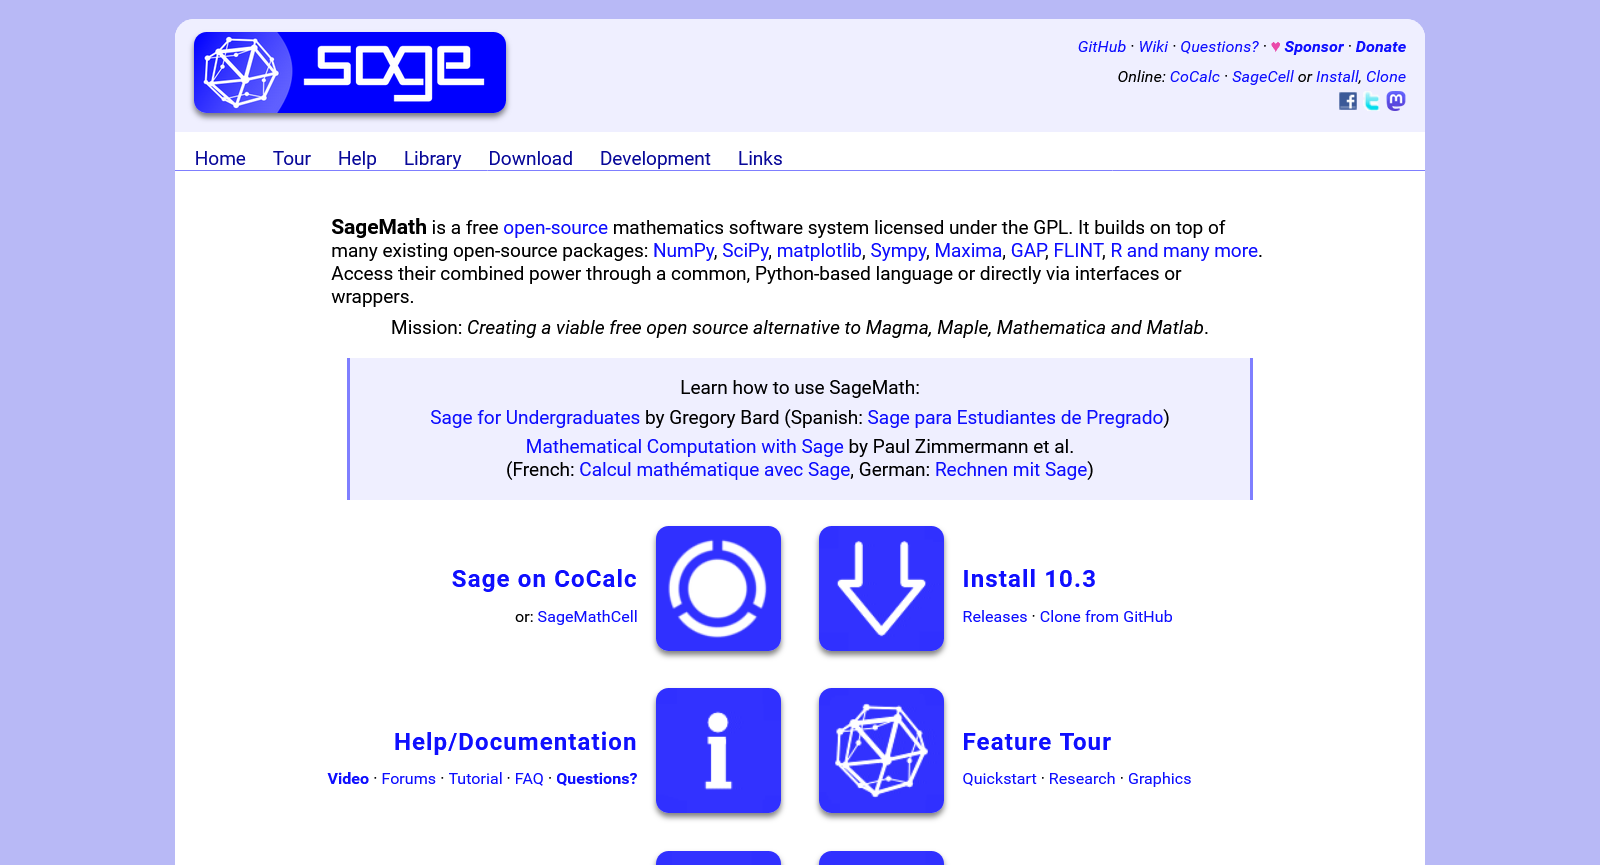 sage
GitHub · Wiki · Questions? · ♥ Sponsor · Donate
Online: CoCalc · SageCell or Install, Clone
Home Tour Help Library Download Development Links
SageMath is a free open-source mathematics software system licensed under the GPL. It builds on top of
many existing open-source packages: NumPy, SciPy, matplotlib, Sympy, Maxima, GAP, FLINT, R and many more.
Access their combined power through a common, Python-based language or directly via interfaces or
wrappers.
Mission: Creating a viable free open source alternative to Magma, Maple, Mathematica and Matlab.
Learn how to use SageMath:
Sage for Undergraduates by Gregory Bard (Spanish: Sage para Estudiantes de Pregrado)
Mathematical Computation with Sage by Paul Zimmermann et al.
(French: Calcul mathématique avec Sage, German: Rechnen mit Sage)
Sage on CoCalc
or: SageMathCell
Install 10.3
Releases · Clone from GitHub
Help/Documentation
Video · Forums · Tutorial · FAQ · Questions?
Feature Tour
Quickstart · Research · Graphics